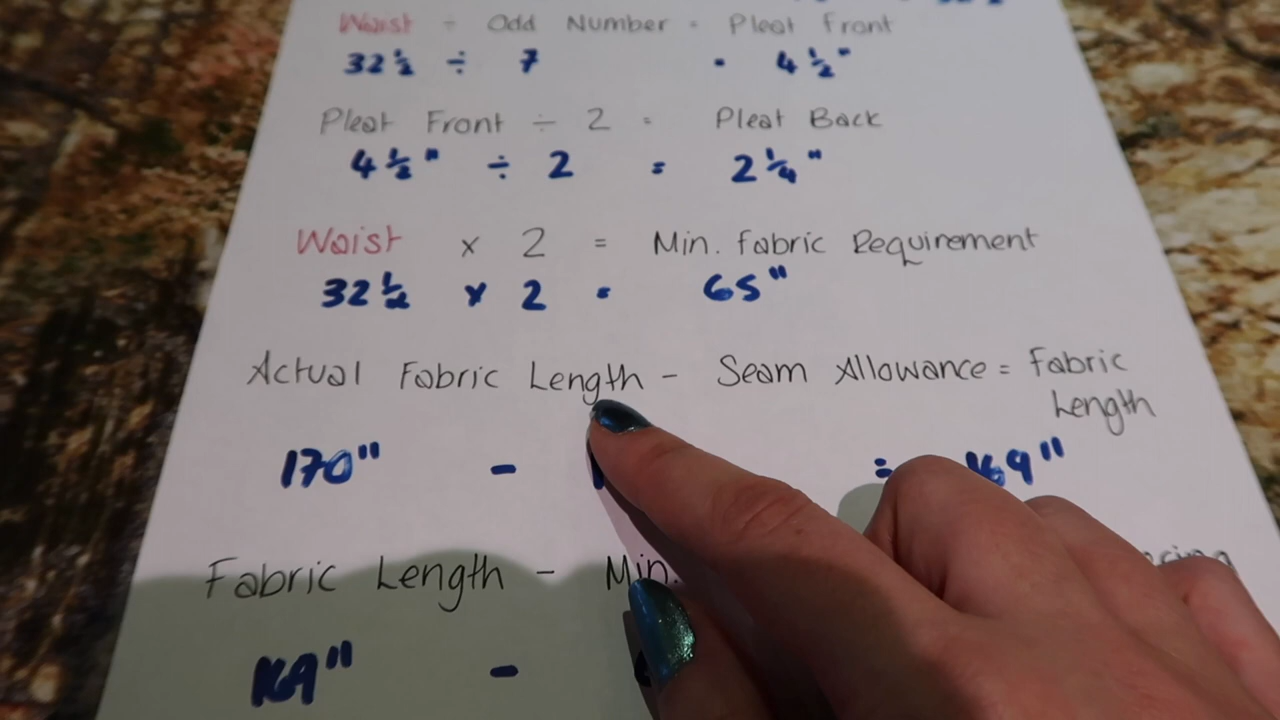 Waist ÷ Odd Number = Pleat Front
32 ½ ÷ 7 = 4 ½"
Pleat Front ÷ 2 = Pleat Back
4 ½" ÷ 2 = 2 ¼"
Waist x 2 = Min. Fabric Requirement
32 ½ x 2 = 65"
Actual Fabric Length - Seam Allowance = Fabric
Length
170" - = 169"
Fabric Length - Min.
169" -